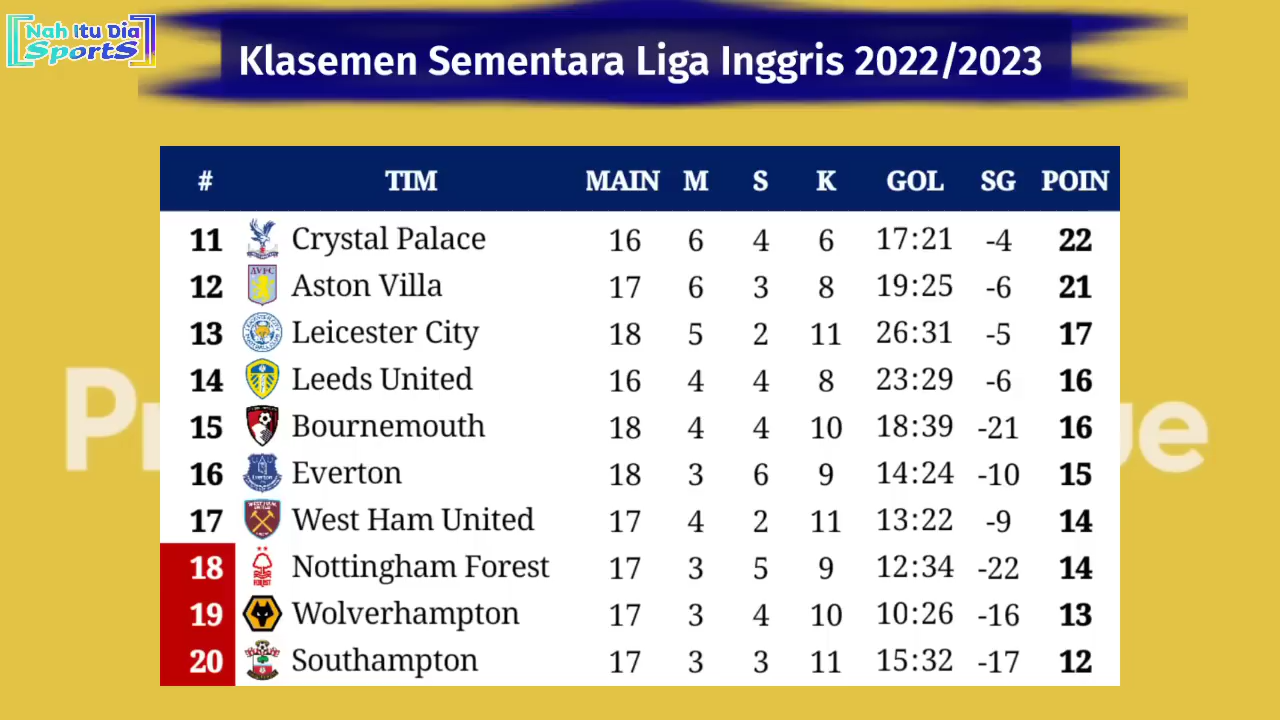 Nah Itu Dia
Sports
Klasemen Sementara Liga Inggris 2022/2023
# TIM MAIN M S K GOL SG POIN
11 Crystal Palace 16 6 4 6 17:21 -4 22
12 Aston Villa 17 6 3 8 19:25 -6 21
13 Leicester City 18 5 2 11 26:31 -5 17
14 Leeds United 16 4 4 8 23:29 -6 16
15 Bournemouth 18 4 4 10 18:39 -21 16
16 Everton 18 3 6 9 14:24 -10 15
17 West Ham United 17 4 2 11 13:22 -9 14
18 Nottingham Forest 17 3 5 9 12:34 -22 14
19 Wolverhampton 17 3 4 10 10:26 -16 13
20 Southampton 17 3 3 11 15:32 -17 12